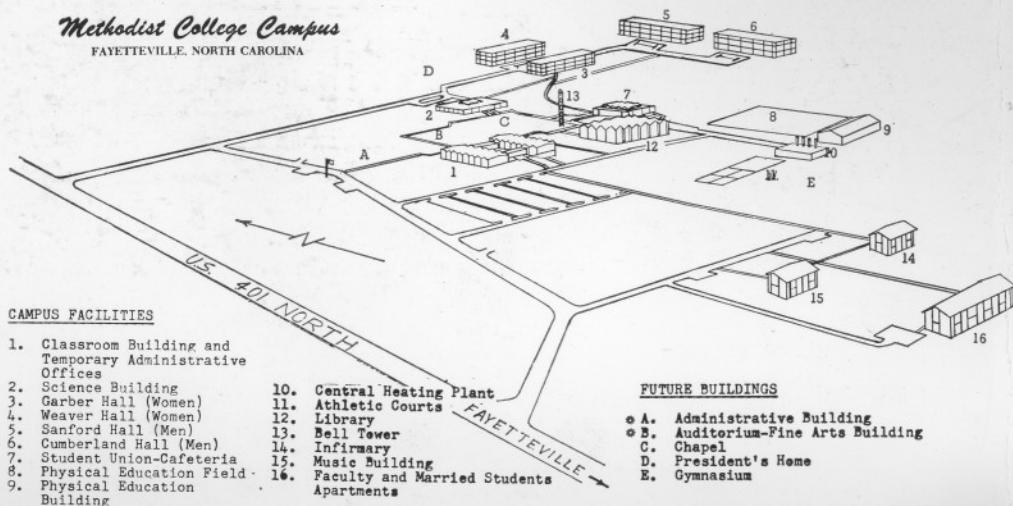 Methodist College Campus
FAYETTEVILLE, NORTH CAROLINA
5
6
4
3
D
13
7
2
C
8
B
9
12
10
A
1
11
E
N
14
15
16
U.S. 401 NORTH
FAYETTEVILLE
CAMPUS FACILITIES
1. Classroom Building and
Temporary Administrative
Offices
2. Science Building
3. Garber Hall (Women)
4. Weaver Hall (Women)
5. Sanford Hall (Men)
6. Cumberland Hall (Men)
7. Student Union-Cafeteria
8. Physical Education Field
9. Physical Education
Building
10. Central Heating Plant
11. Athletic Courts
12. Library
13. Bell Tower
14. Infirmary
15. Music Building
16. Faculty and Married Students
Apartments
FUTURE BUILDINGS
* A. Administrative Building
* B. Auditorium-Fine Arts Building
C. Chapel
D. President's Home
E. Gymnasium